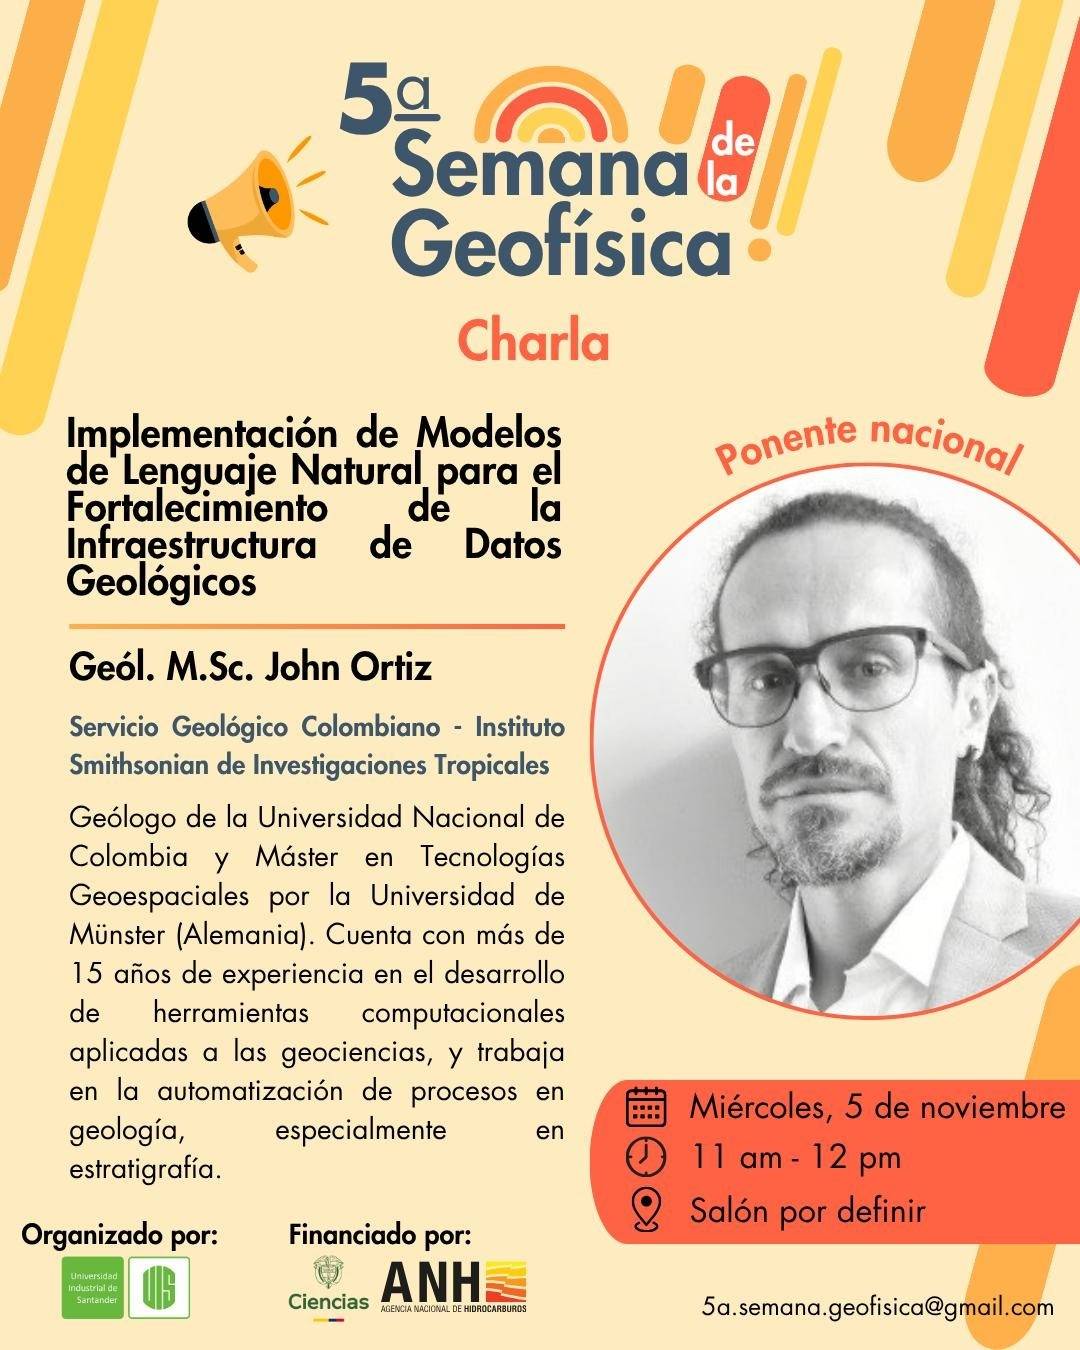 5ª
Semana de la
Geofísica
Charla
Implementación de Modelos
de Lenguaje Natural para el
Fortalecimiento de la
Infraestructura de Datos
Geológicos
Ponente nacional
Geól. M.Sc. John Ortiz
Servicio Geológico Colombiano - Instituto
Smithsonian de Investigaciones Tropicales
Geólogo de la Universidad Nacional de
Colombia y Máster en Tecnologías
Geoespaciales por la Universidad de
Münster (Alemania). Cuenta con más de
15 años de experiencia en el desarrollo
de herramientas computacionales
aplicadas a las geociencias, y trabaja
en la automatización de procesos en
geología, especialmente en
estratigrafía.
Miércoles, 5 de noviembre
11 am - 12 pm
Salón por definir
Organizado por:
Universidad
Industrial de
Santander
UIS
Financiado por:
Ciencias
ANH
AGENCIA NACIONAL DE HIDROCARBUROS
5a.semana.geofisica@gmail.com